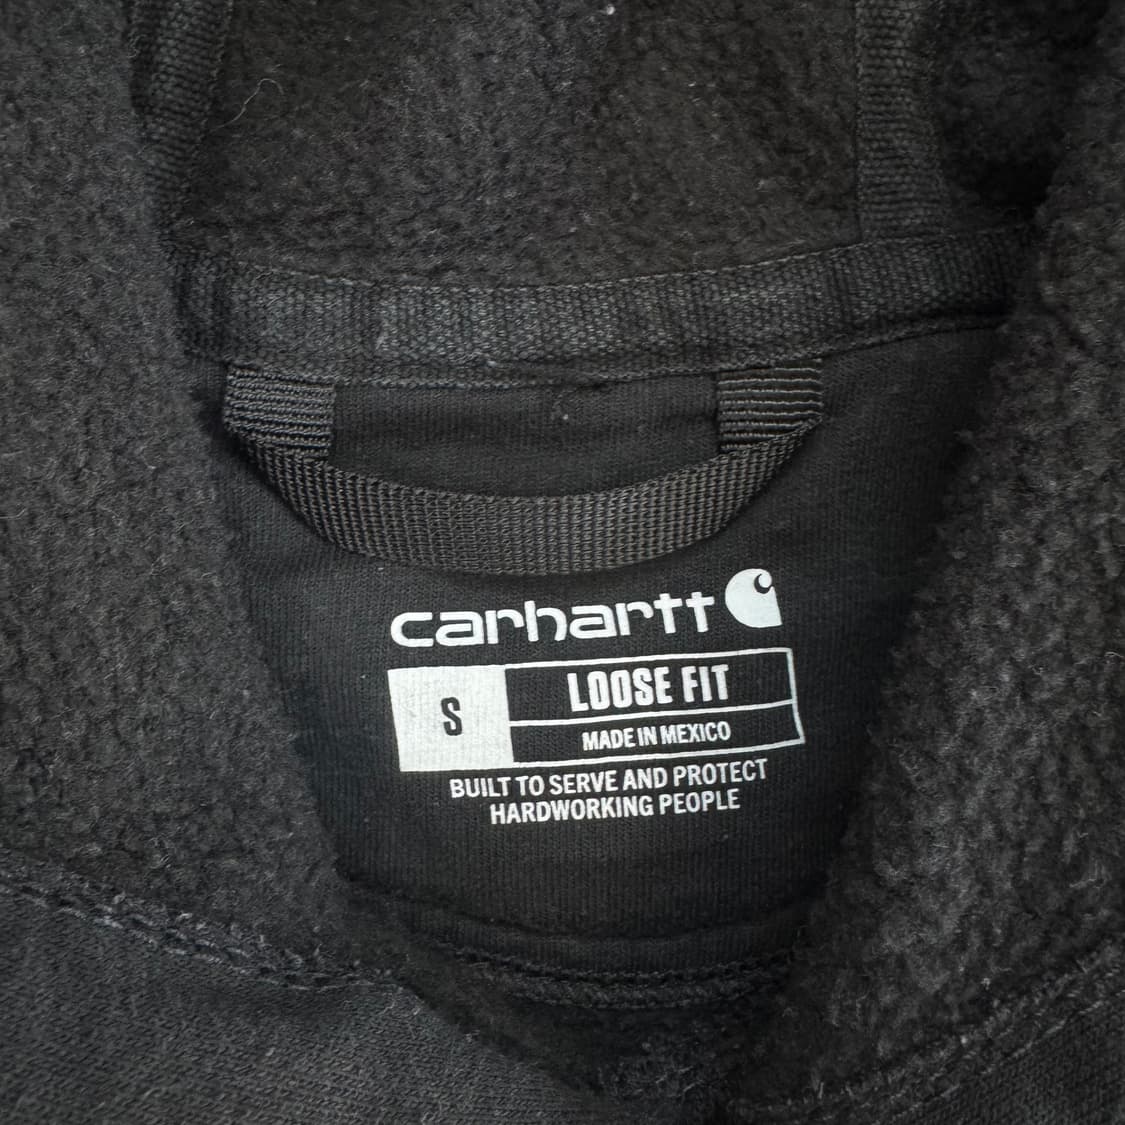 carhartt
S
LOOSE FIT
MADE IN MEXICO
BUILT TO SERVE AND PROTECT
HARDWORKING PEOPLE